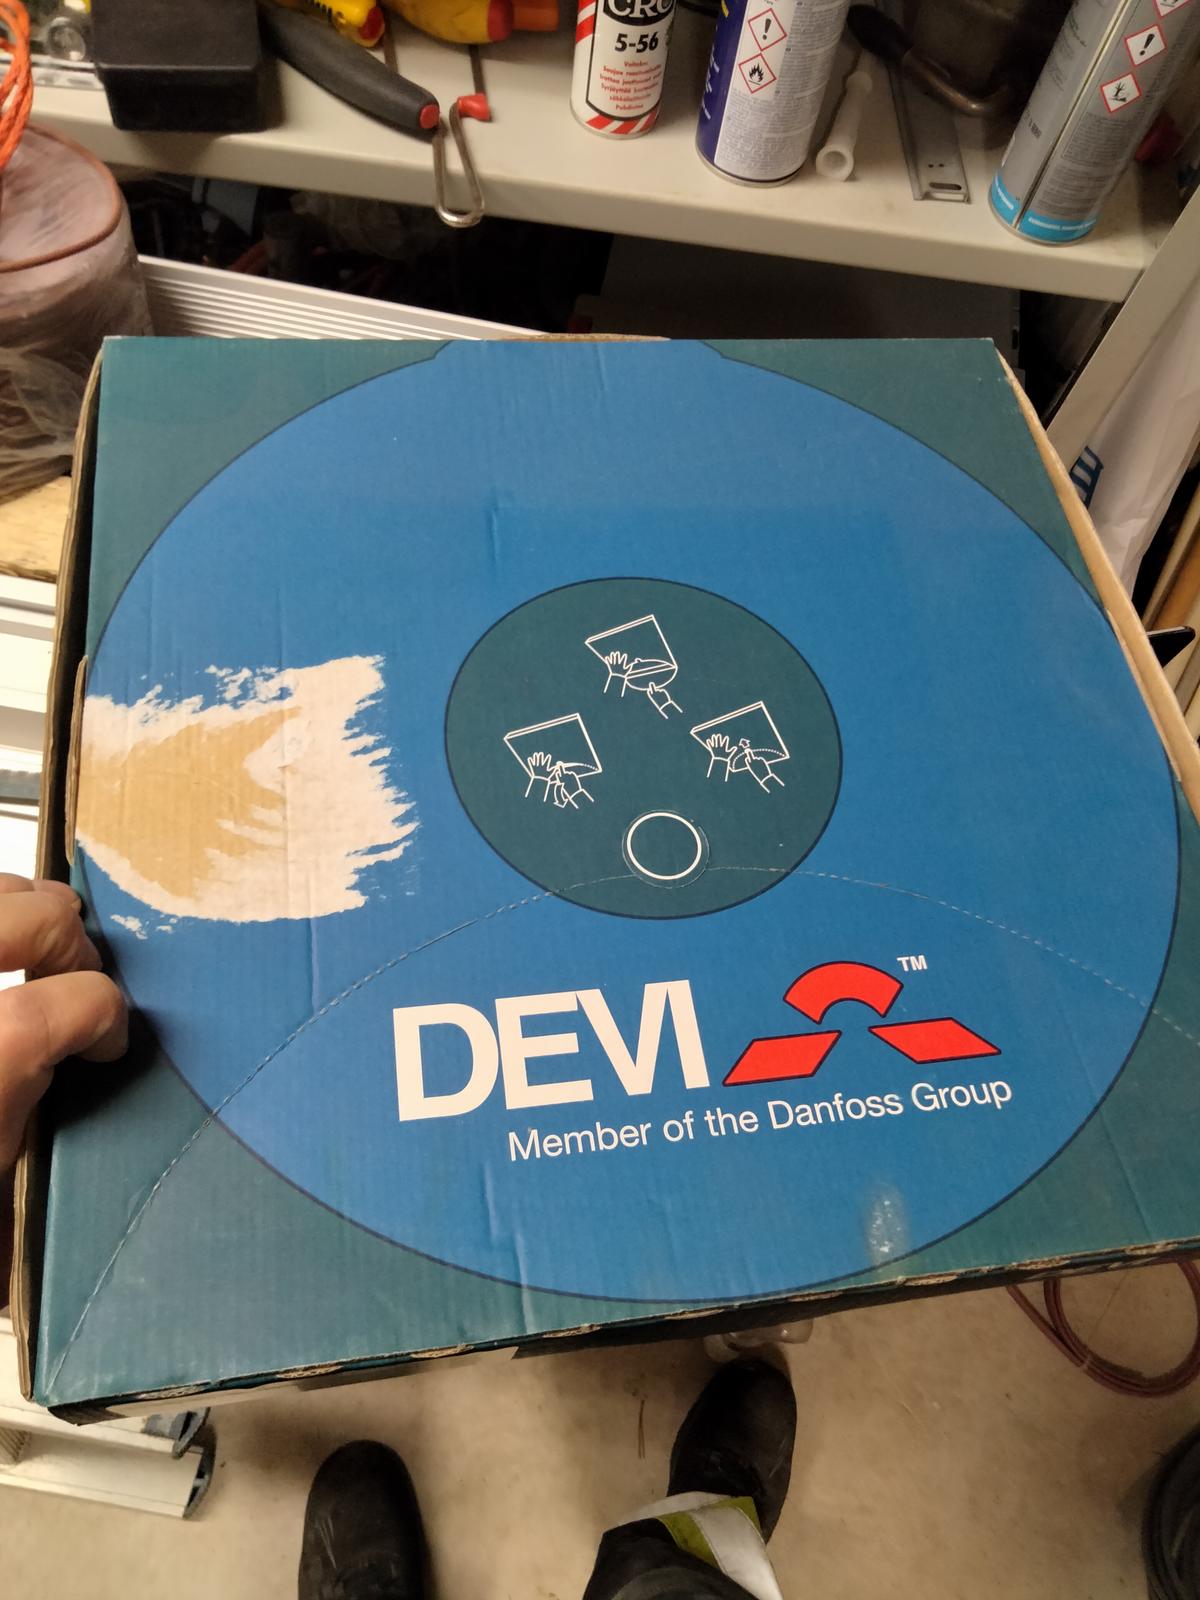 CRC
5-56
DEVI
TM
Member of the Danfoss Group